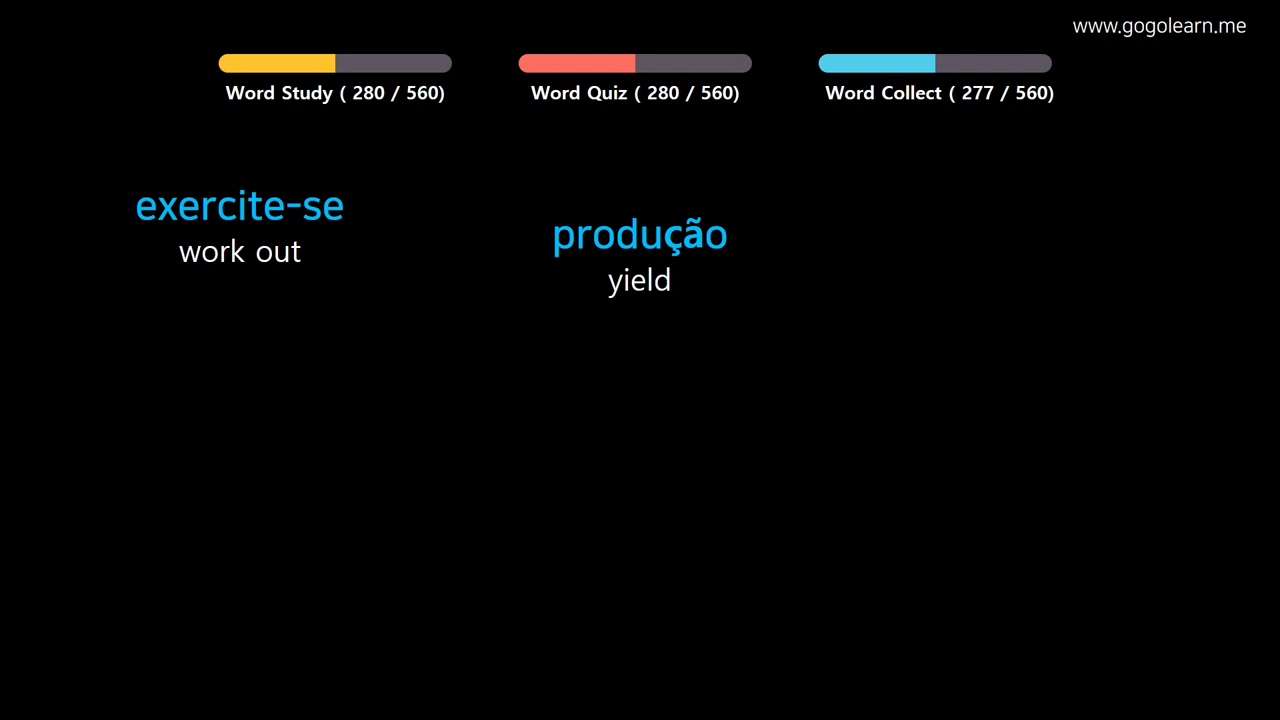 www.gogolearn.me
Word Study ( 280 / 560)
Word Quiz ( 280 / 560)
Word Collect ( 277 / 560)
exercite-se
work out
produção
yield